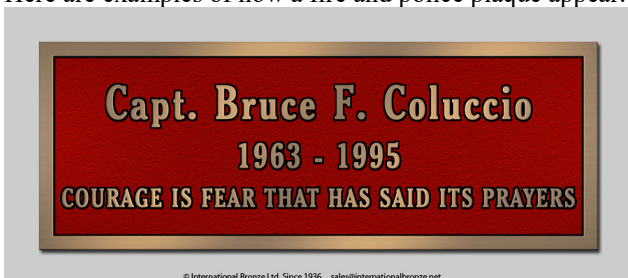 Here are examples of how a fire and police plaque appear.
Capt. Bruce F. Coluccio
1963 - 1995
COURAGE IS FEAR THAT HAS SAID ITS PRAYERS
© International Bronze Ltd. Since 1936 sales@internationalbronze.net